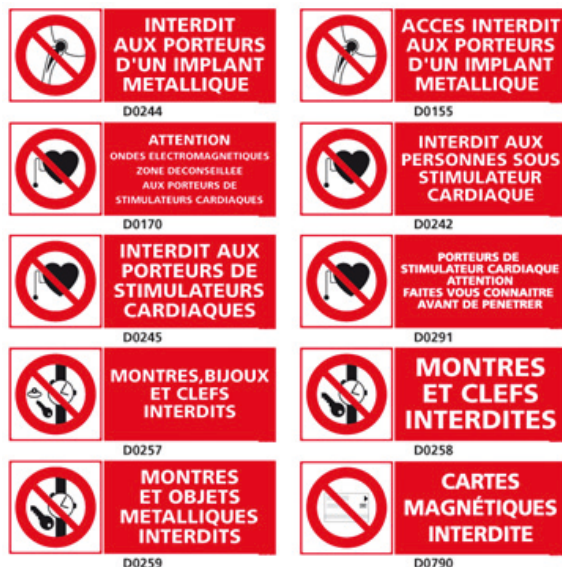 INTERDIT
AUX PORTEURS
D'UN IMPLANT
METALLIQUE
D0244
ACCES INTERDIT
AUX PORTEURS
D'UN IMPLANT
METALLIQUE
D0155
ATTENTION
ONDES ELECTROMAGNETIQUES
ZONE DECONSEILLEE
AUX PORTEURS DE
STIMULATEURS CARDIAQUES
D0170
INTERDIT AUX
PERSONNES SOUS
STIMULATEUR
CARDIAQUE
D0242
INTERDIT AUX
PORTEURS DE
STIMULATEURS
CARDIAQUES
D0245
PORTEURS DE
STIMULATEUR CARDIAQUE
ATTENTION
FAITES VOUS CONNAITRE
AVANT DE PENETRER
D0291
MONTRES,BIJOUX
ET CLEFS
INTERDITS
D0257
MONTRES
ET CLEFS
INTERDITES
D0258
MONTRES
ET OBJETS
METALLIQUES
INTERDITS
D0259
CARTES
MAGNÉTIQUES
INTERDITE
D0790